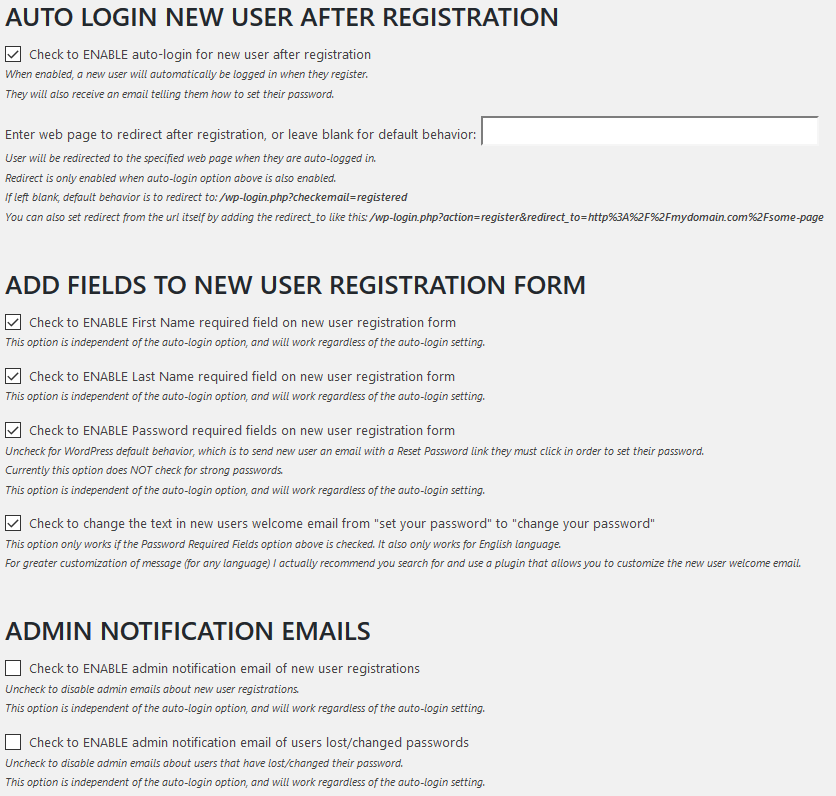 AUTO LOGIN NEW USER AFTER REGISTRATION
Check to ENABLE auto-login for new user after registration
When enabled, a new user will automatically be logged in when they register.
They will also receive an email telling them how to set their password.
Enter web page to redirect after registration, or leave blank for default behavior:
User will be redirected to the specified web page when they are auto-logged in.
Redirect is only enabled when auto-login option above is also enabled.
If left blank, default behavior is to redirect to: /wp-login.php?checkemail=registered
You can also set redirect from the url itself by adding the redirect_to like this: /wp-login.php?action=register&redirect_to=http%3A%2F%2Fmydomain.com%2Fsome-page
ADD FIELDS TO NEW USER REGISTRATION FORM
Check to ENABLE First Name required field on new user registration form
This option is independent of the auto-login option, and will work regardless of the auto-login setting.
Check to ENABLE Last Name required field on new user registration form
This option is independent of the auto-login option, and will work regardless of the auto-login setting.
Check to ENABLE Password required fields on new user registration form
Uncheck for WordPress default behavior, which is to send new user an email with a Reset Password link they must click in order to set their password.
Currently this option does NOT check for strong passwords.
This option is independent of the auto-login option, and will work regardless of the auto-login setting.
Check to change the text in new users welcome email from "set your password" to "change your password"
This option only works if the Password Required Fields option above is checked. It also only works for English language.
For greater customization of message (for any language) I actually recommend you search for and use a plugin that allows you to customize the new user welcome email.
ADMIN NOTIFICATION EMAILS
Check to ENABLE admin notification email of new user registrations
Uncheck to disable admin emails about new user registrations.
This option is independent of the auto-login option, and will work regardless of the auto-login setting.
Check to ENABLE admin notification email of users lost/changed passwords
Uncheck to disable admin emails about users that have lost/changed their password.
This option is independent of the auto-login option, and will work regardless of the auto-login setting.